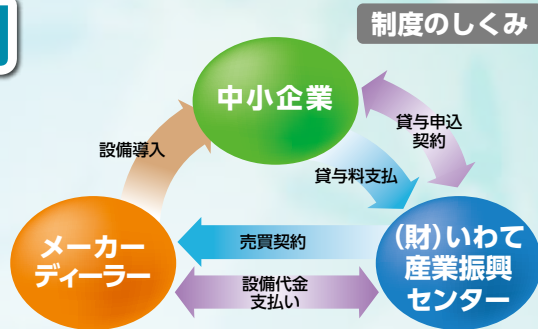 制度のしくみ
中小企業
設備導入
貸与申込
契約
貸与料支払
メーカー
ディーラー
売買契約
設備代金
支払い
(財)いわて
産業振興
センター